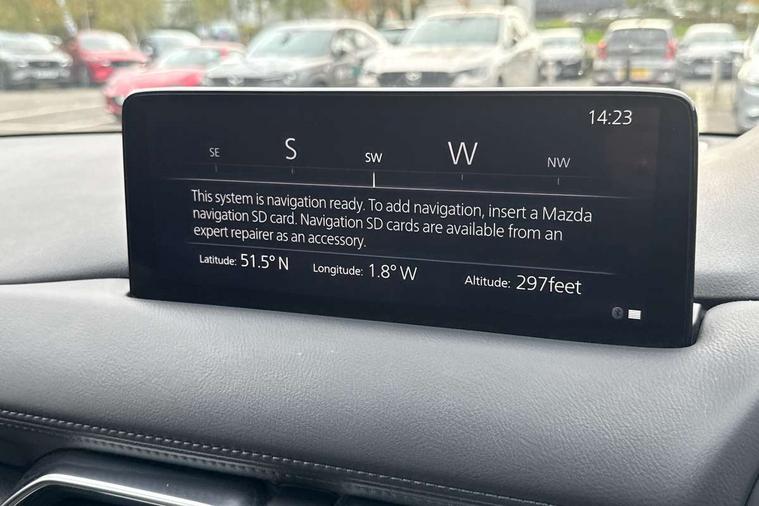 14:23
SE S SW W NW
This system is navigation ready. To add navigation, insert a Mazda
navigation SD card. Navigation SD cards are available from an
expert repairer as an accessory.
Latitude: 51.5° N Longitude: 1.8° W Altitude: 297feet